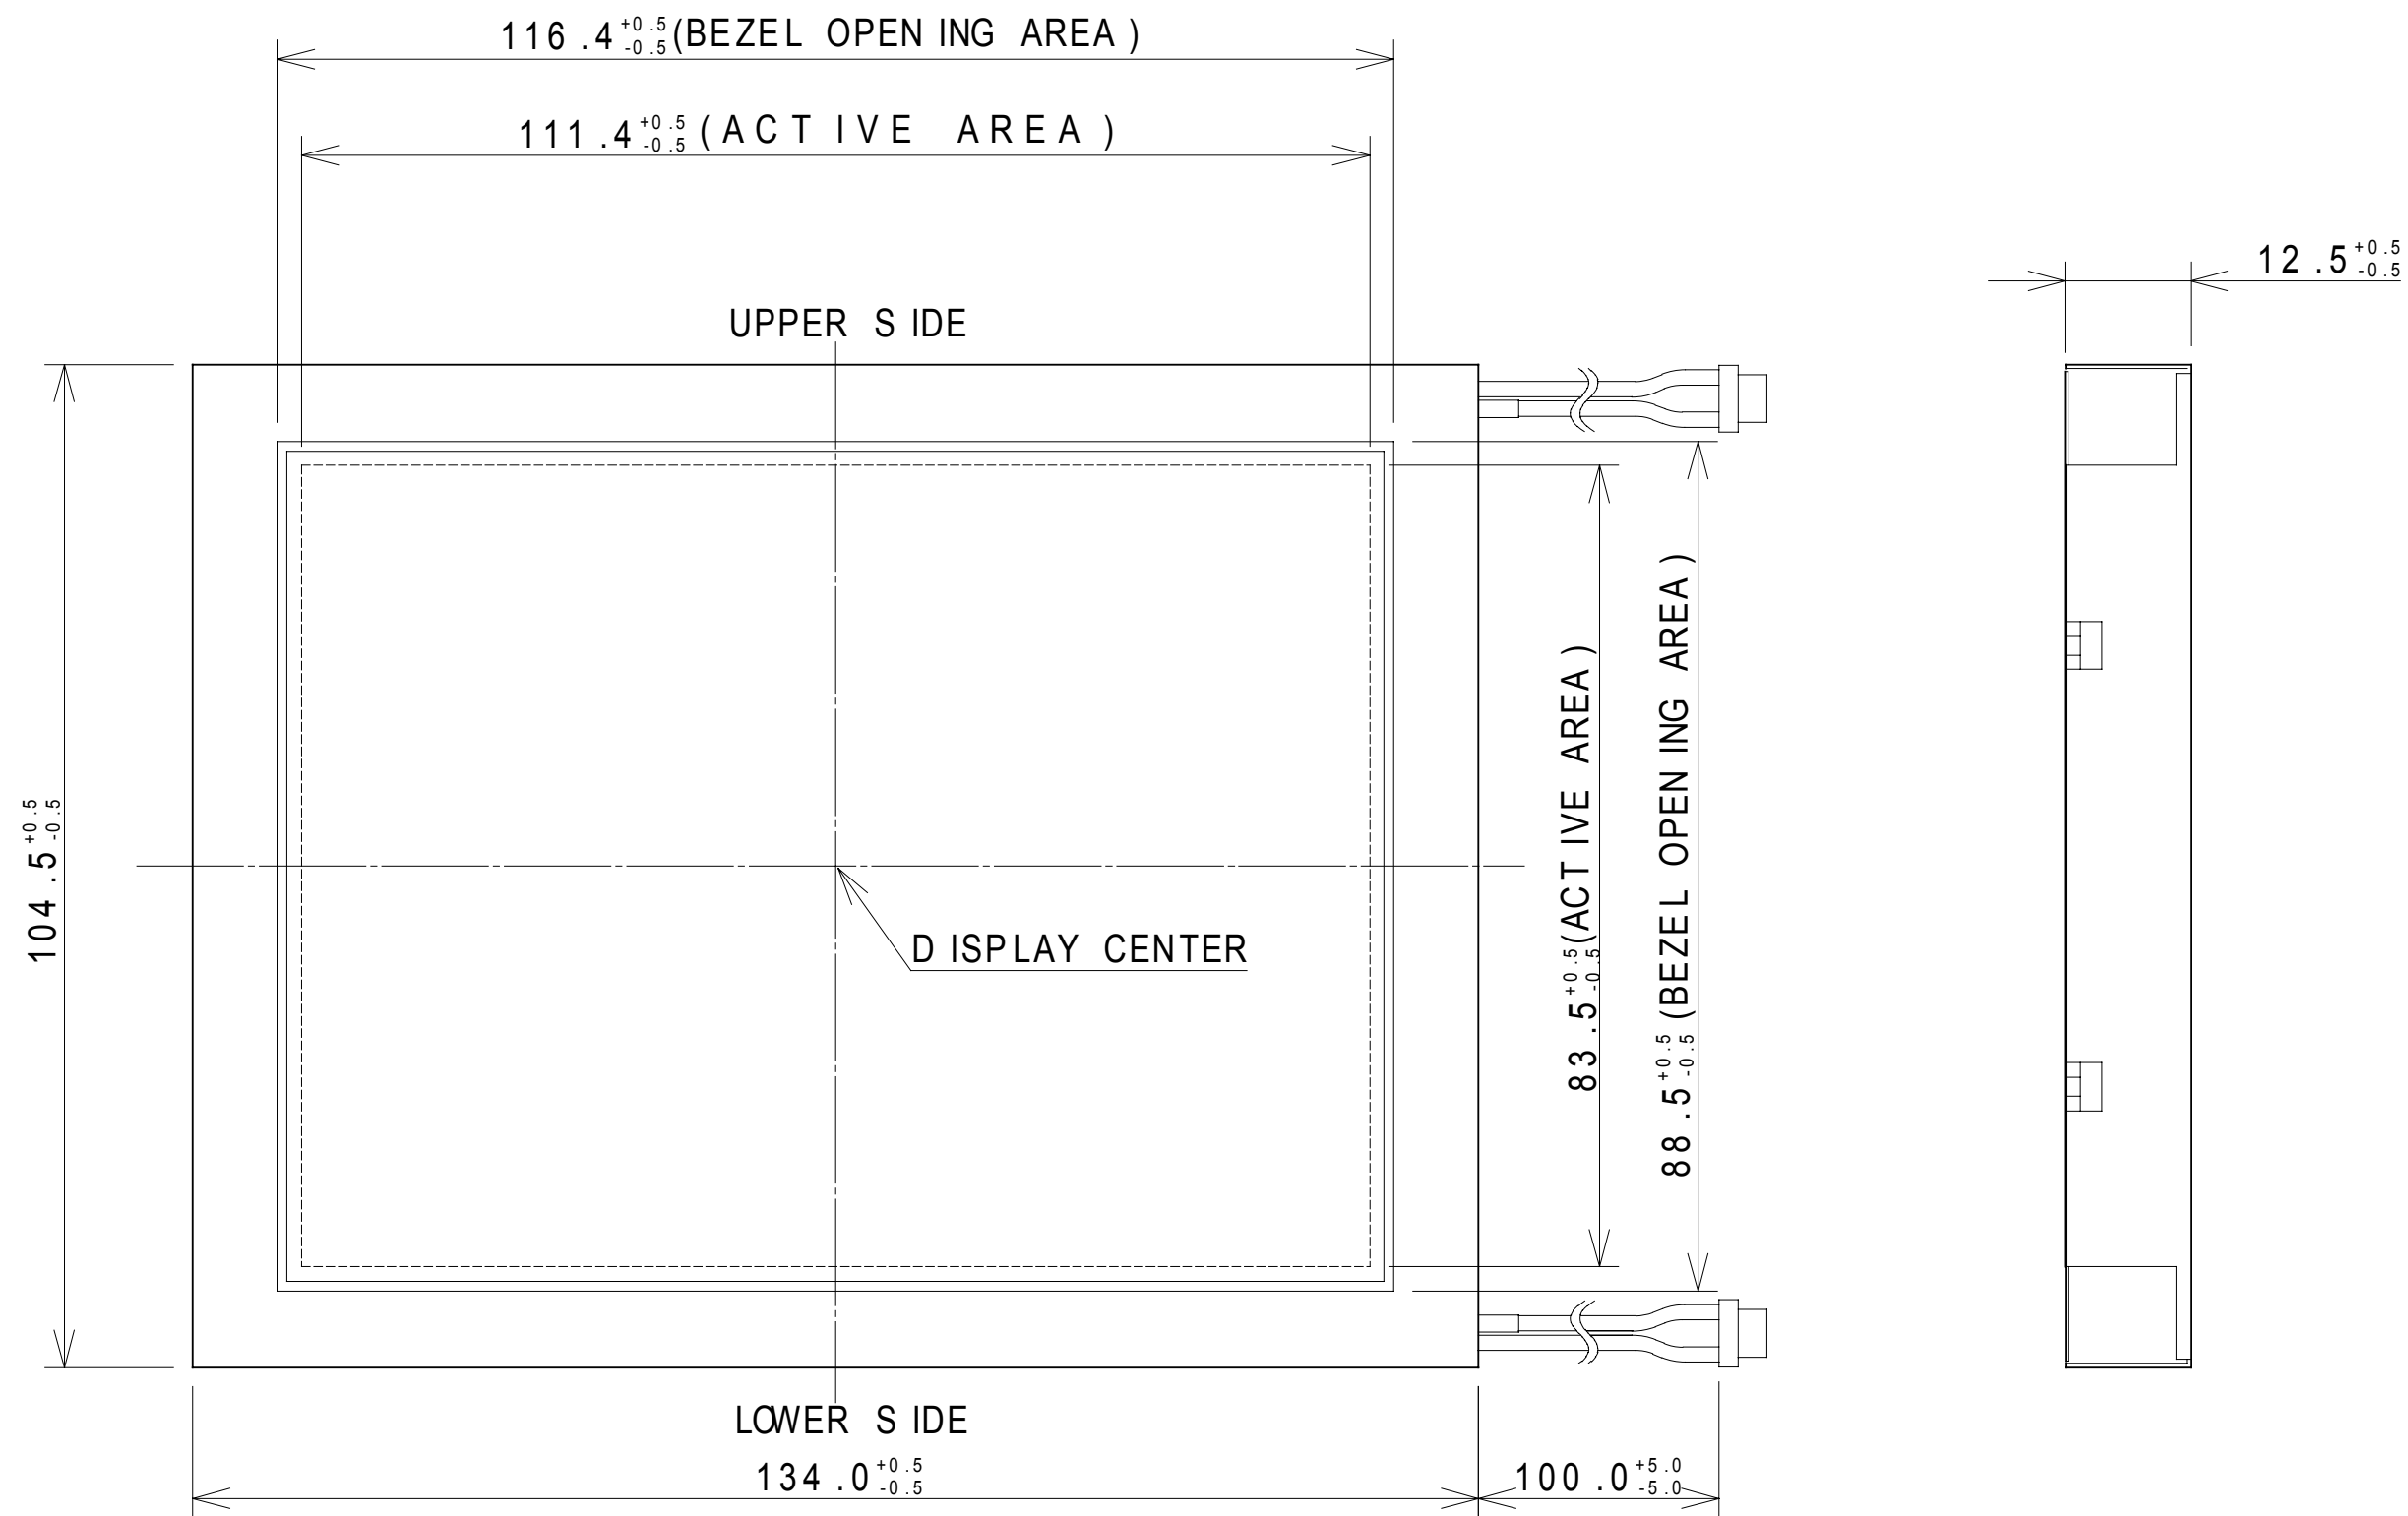 116.4 +0.5 -0.5 (BEZEL OPENING AREA)
111.4 +0.5 -0.5 (ACTIVE AREA)
12.5 +0.5 -0.5
UPPER SIDE
104.5 +0.5 -0.5
DISPLAY CENTER
83.5 +0.5 -0.5 (ACTIVE AREA)
88.5 +0.5 -0.5 (BEZEL OPENING AREA)
LOWER SIDE
134.0 +0.5 -0.5
100.0 +5.0 -5.0